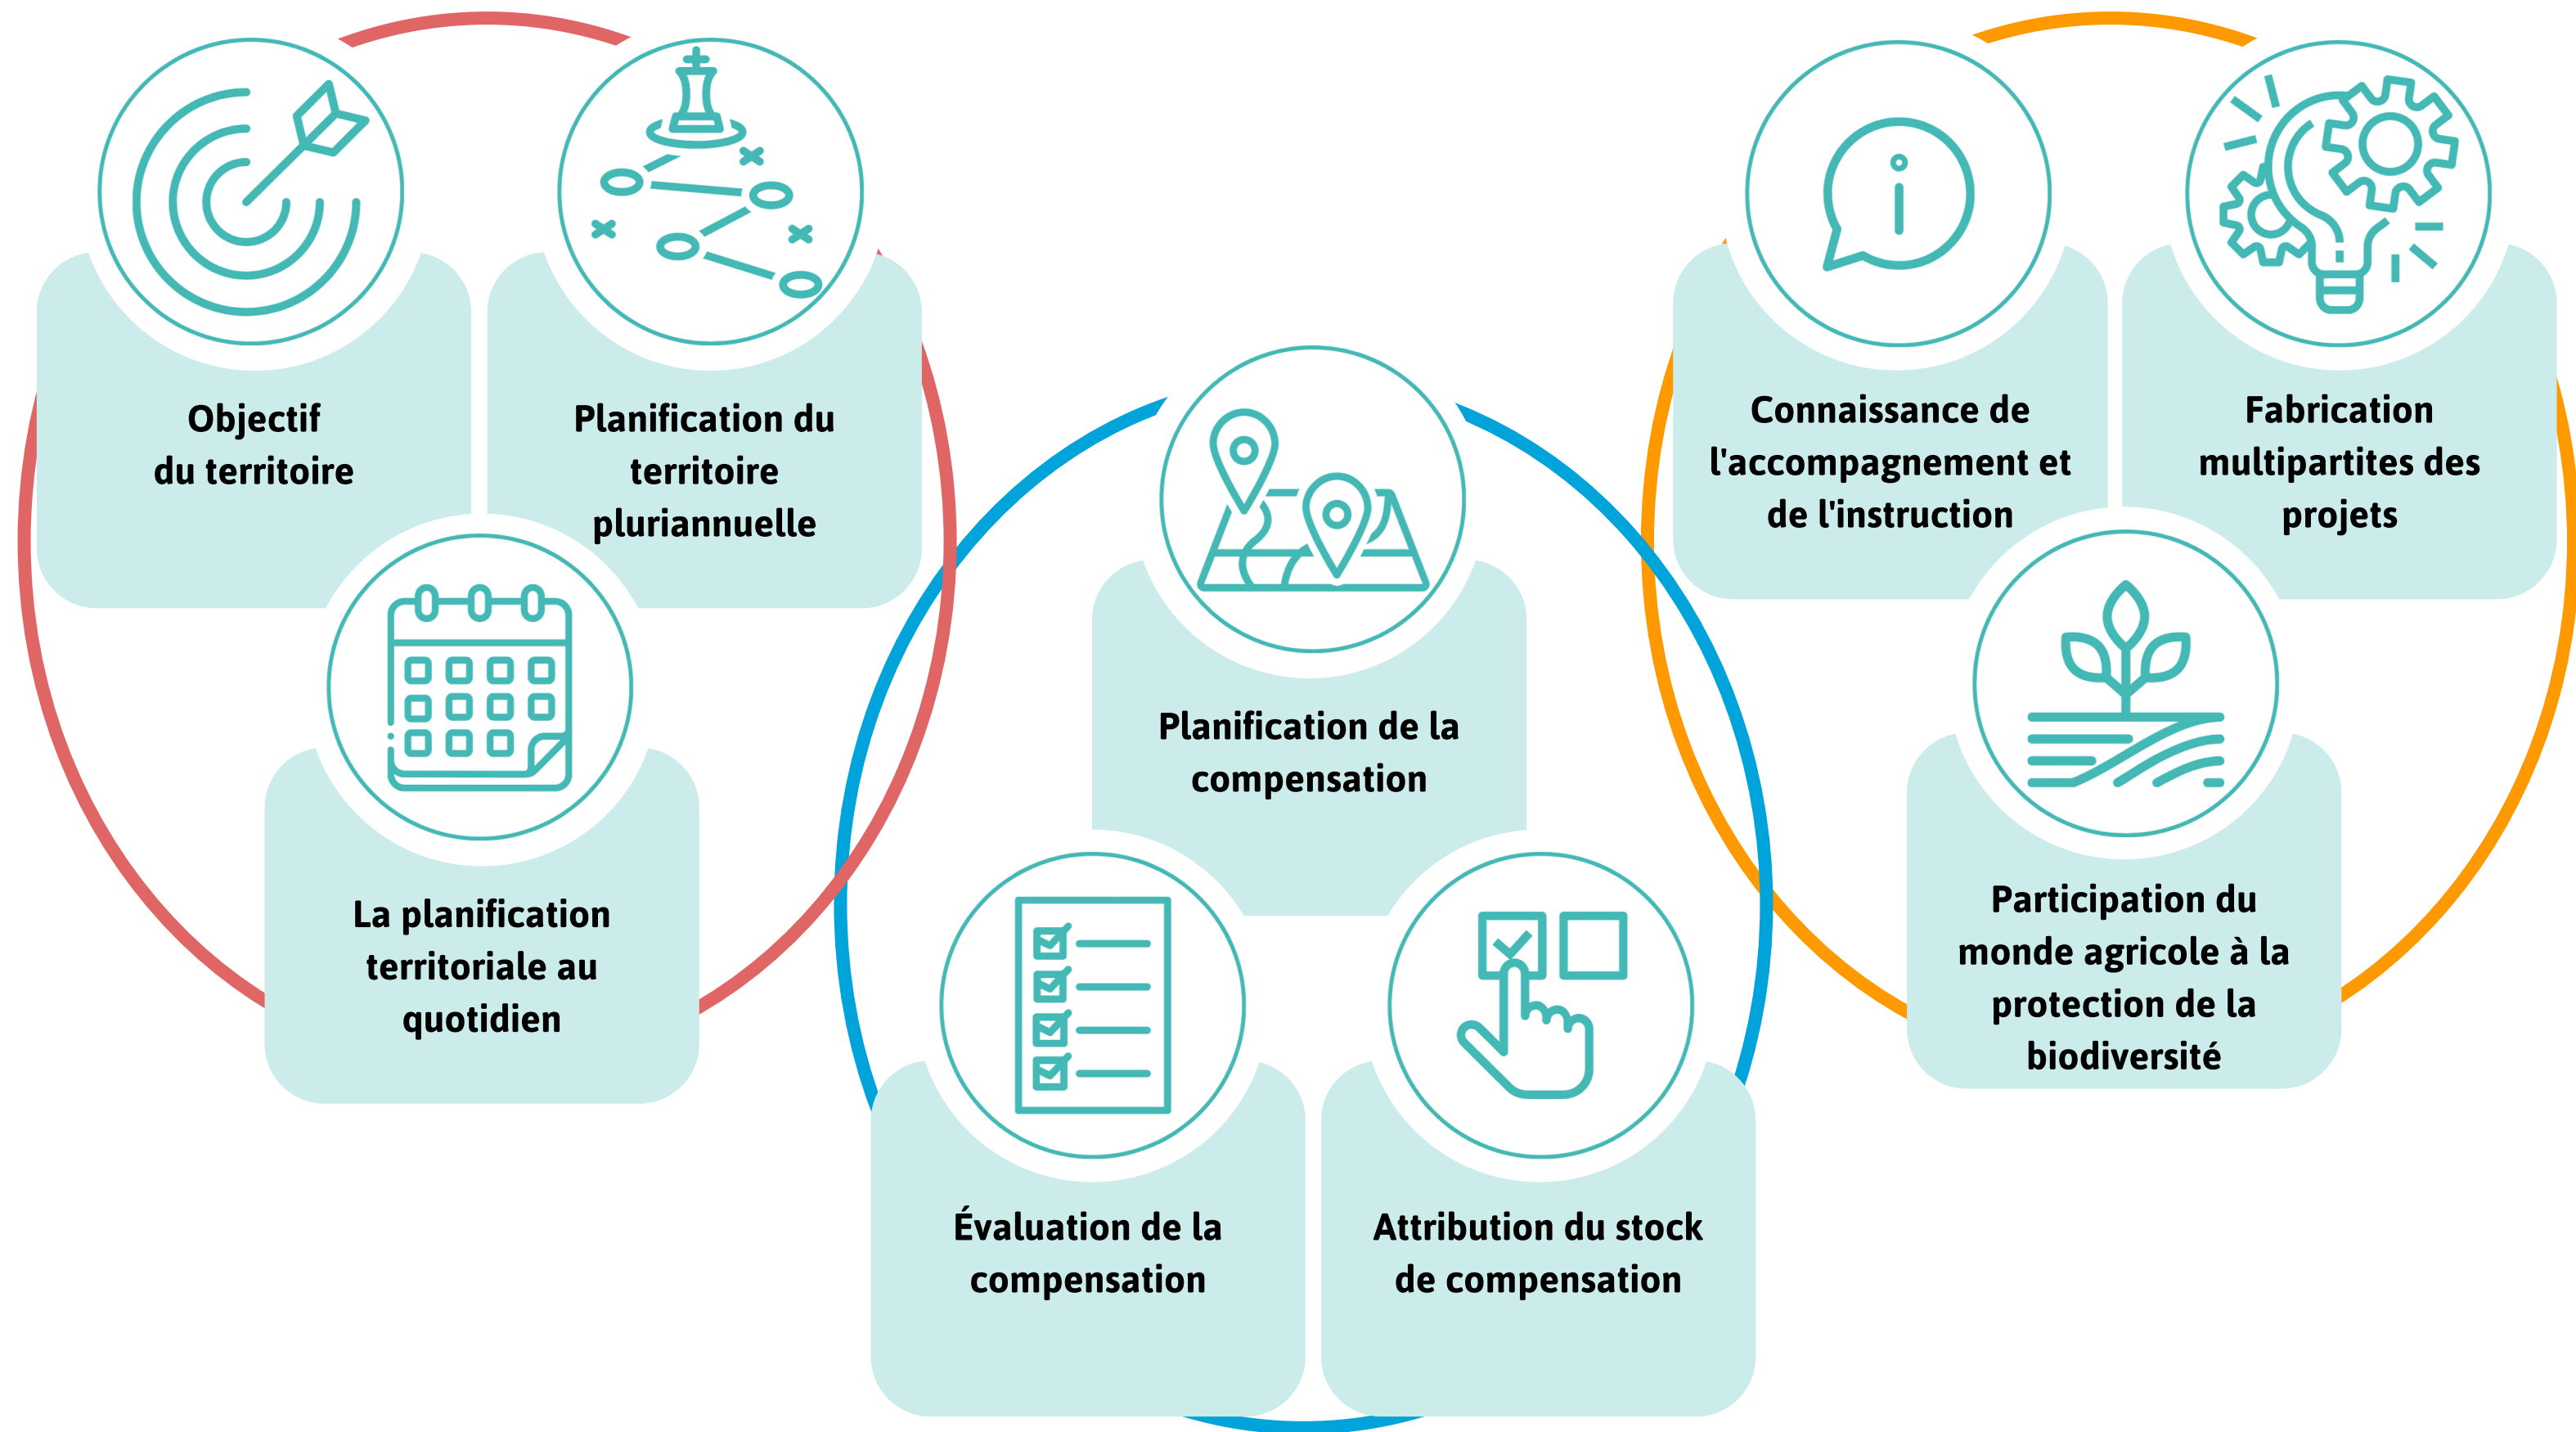 Objectif
du territoire
Planification du
territoire
pluriannuelle
La planification
territoriale au
quotidien
Planification de la
compensation
Évaluation de la
compensation
Attribution du stock
de compensation
Connaissance de
l'accompagnement et
de l'instruction
Fabrication
multipartites des
projets
Participation du
monde agricole à la
protection de la
biodiversité